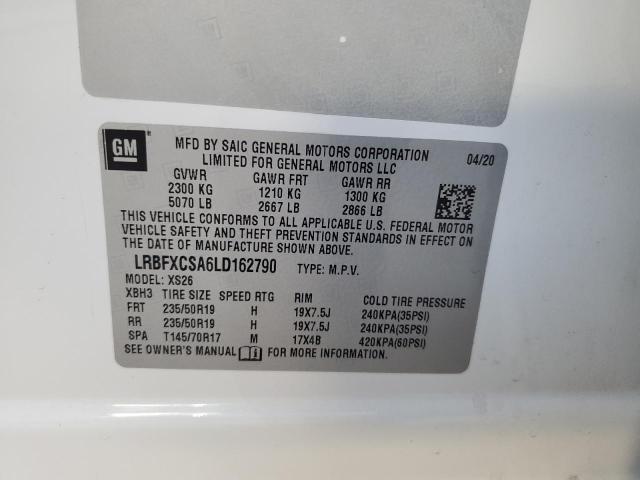 GM
MFD BY SAIC GENERAL MOTORS CORPORATION 04/20
LIMITED FOR GENERAL MOTORS LLC
GVWR GAWR FRT GAWR RR
2300 KG 1210 KG 1300 KG
5070 LB 2667 LB 2866 LB
THIS VEHICLE CONFORMS TO ALL APPLICABLE U.S. FEDERAL MOTOR
VEHICLE SAFETY AND THEFT PREVENTION STANDARDS IN EFFECT ON
THE DATE OF MANUFACTURE SHOWN ABOVE.
LRBFXCSA6LD162790 TYPE: M.P.V.
MODEL: XS26
XBH3 TIRE SIZE SPEED RTG RIM COLD TIRE PRESSURE
FRT 235/50R19 H 19X7.5J 240KPA(35PSI)
RR 235/50R19 H 19X7.5J 240KPA(35PSI)
SPA T145/70R17 M 17X4B 420KPA(60PSI)
SEE OWNER'S MANUAL FOR MORE INFORMATION.